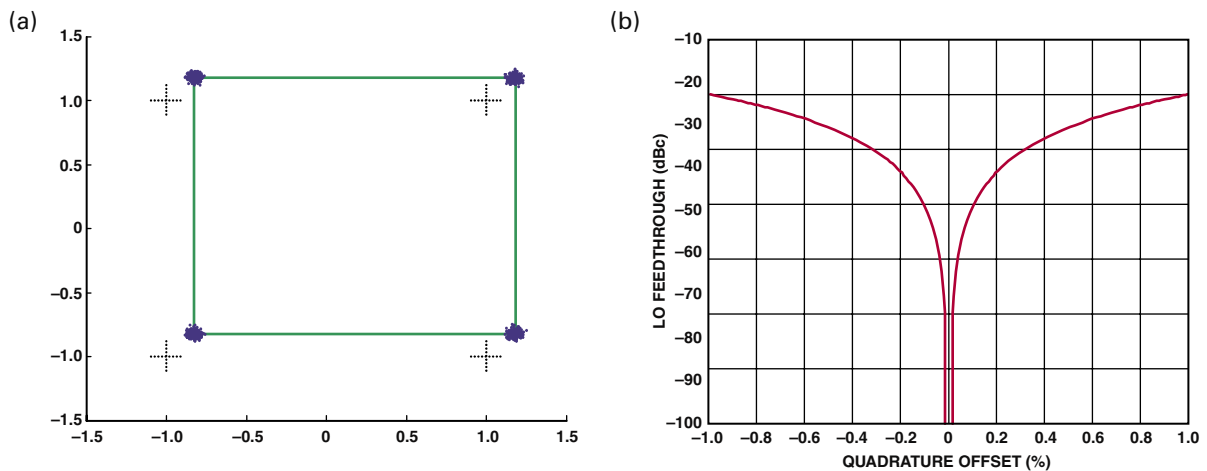 (a)
1.5
1.0
0.5
0
–0.5
–1.0
–1.5
–1.5 –1.0 –0.5 0 0.5 1.0 1.5
(b)
–10
–20
–30
–40
–50
–60
–70
–80
–90
–100
LO FEEDTHROUGH (dBc)
–1.0 –0.8 –0.6 –0.4 –0.2 0 0.2 0.4 0.6 0.8 1.0
QUADRATURE OFFSET (%)